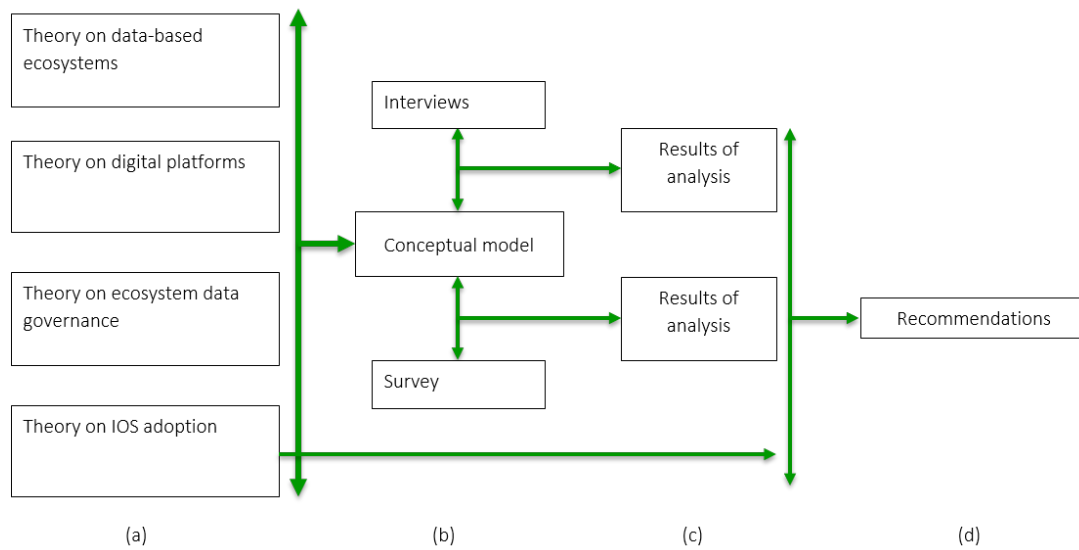 Theory on data-based
ecosystems
Theory on digital platforms
Theory on ecosystem data
governance
Theory on IOS adoption
Interviews
Conceptual model
Survey
Results of
analysis
Results of
analysis
Recommendations
(a)
(b)
(c)
(d)